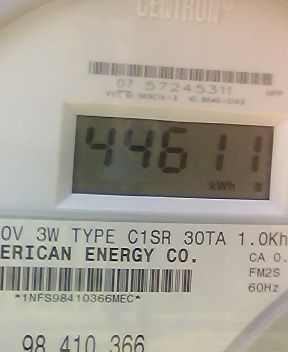 CENTRON
07 57245311
44611
kWh
0V 3W TYPE C1SR 30TA 1.0Kh
ERICAN ENERGY CO.
CA 0.
FM2S
60Hz
*1NFS98410366MEC*
98 410 366